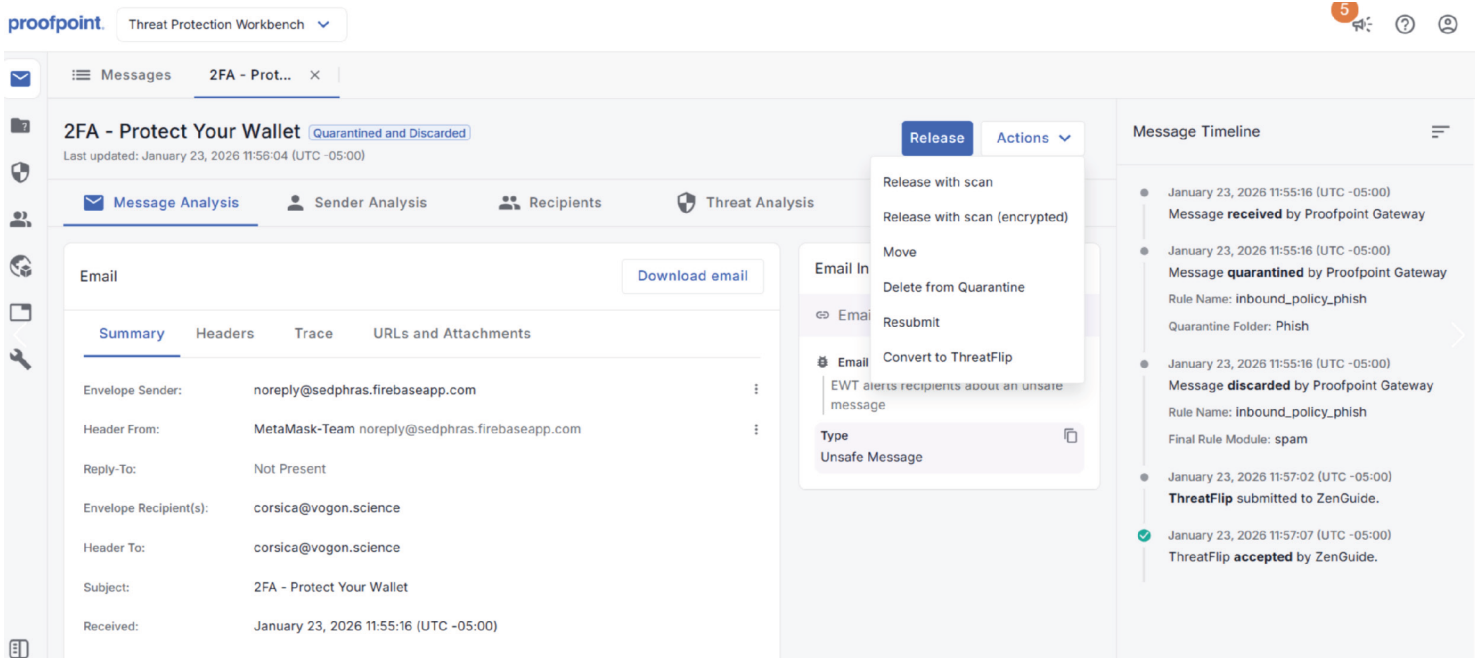 proofpoint.
Threat Protection Workbench
5
Messages
2FA - Prot...
2FA - Protect Your Wallet
Quarantined and Discarded
Last updated: January 23, 2026 11:56:04 (UTC -05:00)
Release
Actions
Release with scan
Release with scan (encrypted)
Move
Delete from Quarantine
Resubmit
Convert to ThreatFlip
Message Analysis
Sender Analysis
Recipients
Threat Analysis
Email
Download email
Summary
Headers
Trace
URLs and Attachments
Envelope Sender:
noreply@sedphras.firebaseapp.com
Header From:
MetaMask-Team noreply@sedphras.firebaseapp.com
Reply-To:
Not Present
Envelope Recipient(s):
corsica@vogon.science
Header To:
corsica@vogon.science
Subject:
2FA - Protect Your Wallet
Received:
January 23, 2026 11:55:16 (UTC -05:00)
Email In
Emai
Email
EWT alerts recipients about an unsafe
message
Type
Unsafe Message
Message Timeline
January 23, 2026 11:55:16 (UTC -05:00)
Message received by Proofpoint Gateway
January 23, 2026 11:55:16 (UTC -05:00)
Message quarantined by Proofpoint Gateway
Rule Name: inbound_policy_phish
Quarantine Folder: Phish
January 23, 2026 11:55:16 (UTC -05:00)
Message discarded by Proofpoint Gateway
Rule Name: inbound_policy_phish
Final Rule Module: spam
January 23, 2026 11:57:02 (UTC -05:00)
ThreatFlip submitted to ZenGuide.
January 23, 2026 11:57:07 (UTC -05:00)
ThreatFlip accepted by ZenGuide.